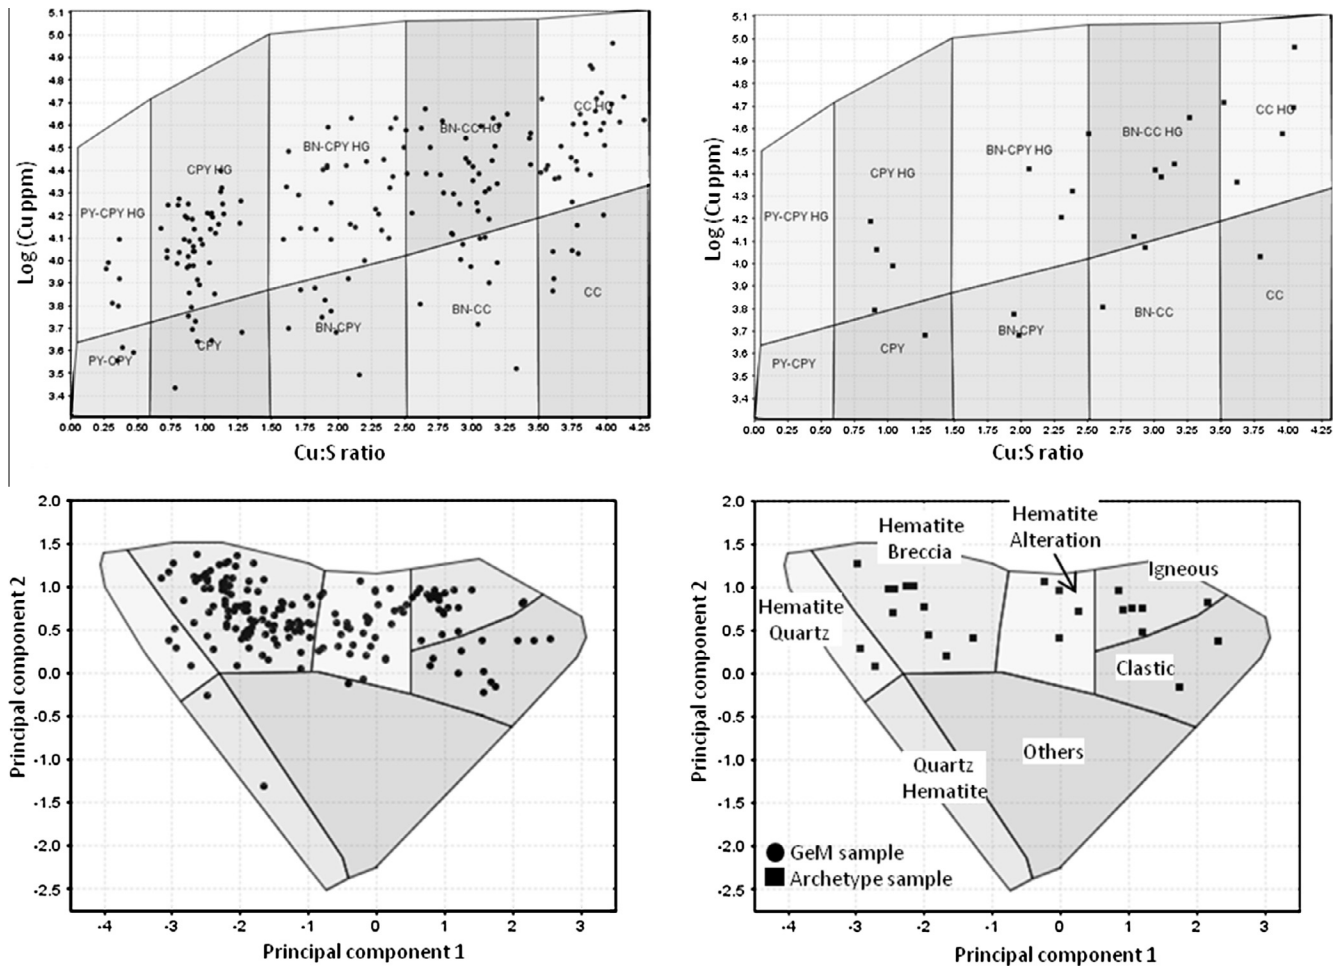 5.1
5.0
4.9
4.8
4.7
4.6
4.5
4.4
4.3
4.2
4.1
4.0
3.9
3.8
3.7
3.6
3.5
3.4
Log (Cu ppm)
PY-CPY HG
CPY HG
BN-CPY HG
BN-CC HG
CC HG
PY-CPY
CPY
BN-CPY
BN-CC
CC
0.00 0.25 0.50 0.75 1.00 1.25 1.50 1.75 2.00 2.25 2.50 2.75 3.00 3.25 3.50 3.75 4.00 4.25
Cu:S ratio
5.1
5.0
4.9
4.8
4.7
4.6
4.5
4.4
4.3
4.2
4.1
4.0
3.9
3.8
3.7
3.6
3.5
3.4
Log (Cu ppm)
PY-CPY HG
CPY HG
BN-CPY HG
BN-CC HG
CC HG
PY-CPY
CPY
BN-CPY
BN-CC
CC
0.00 0.25 0.50 0.75 1.00 1.25 1.50 1.75 2.00 2.25 2.50 2.75 3.00 3.25 3.50 3.75 4.00 4.25
Cu:S ratio
2.0
1.5
1.0
0.5
0.0
-0.5
-1.0
-1.5
-2.0
-2.5
Principal component 2
-4 -3 -2 -1 0 1 2 3
Principal component 1
2.0
1.5
1.0
0.5
0.0
-0.5
-1.0
-1.5
-2.0
-2.5
Principal component 2
Hematite
Breccia
Hematite
Alteration
Igneous
Hematite
Quartz
Clastic
Others
Quartz
Hematite
GeM sample
Archetype sample
-4 -3 -2 -1 0 1 2 3
Principal component 1